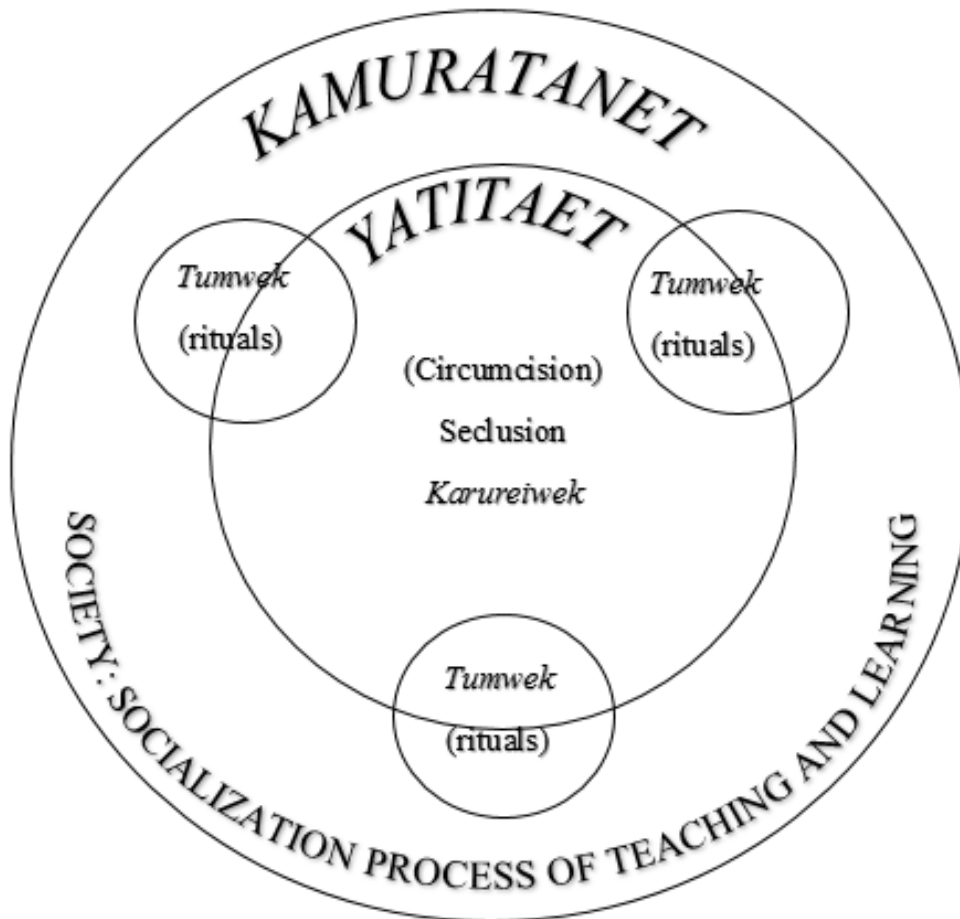 KAMURATANET
YATITAET
Tumwek
(rituals)
Tumwek
(rituals)
(Circumcision)
Seclusion
Karureiwek
Tumwek
(rituals)
SOCIETY: SOCIALIZATION PROCESS OF TEACHING AND LEARNING